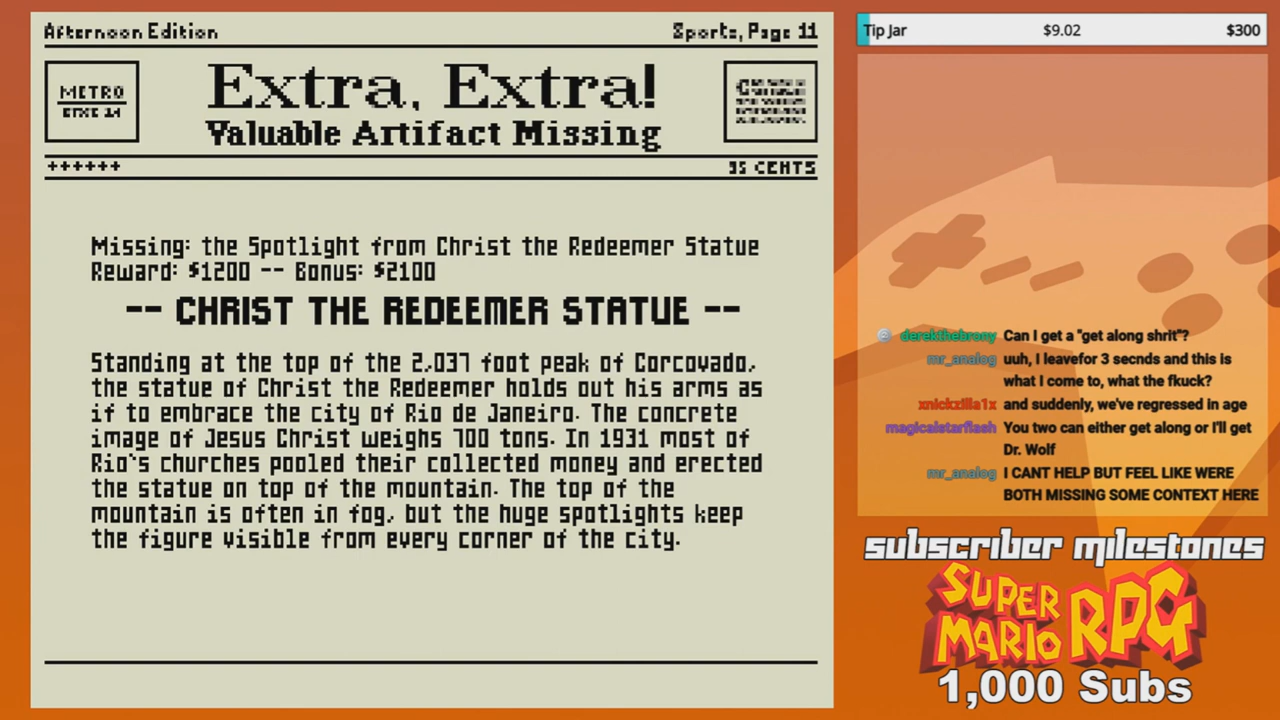 Afternoon Edition
Sports, Page 11
METRO
Extra, Extra!
Valuable Artifact Missing
++++++
35 CENTS
Missing: the Spotlight from Christ the Redeemer Statue
Reward: $1200 -- Bonus: $2100
-- CHRIST THE REDEEMER STATUE --
Standing at the top of the 2,037 foot peak of Corcovado,
the statue of Christ the Redeemer holds out his arms as
if to embrace the city of Rio de Janeiro. The concrete
image of Jesus Christ weighs 700 tons. In 1931 most of
Rio's churches pooled their collected money and erected
the statue on top of the mountain. The top of the
mountain is often in fog, but the huge spotlights keep
the figure visible from every corner of the city.
Tip Jar $9.02 $300
derekthebrony Can I get a "get along shrit"?
mr_analog uuh, I leavefor 3 secnds and this is
what I come to, what the fkuck?
xnickzilla1x and suddenly, we've regressed in age
magicalstarflash You two can either get along or I'll get
Dr. Wolf
mr_analog I CANT HELP BUT FEEL LIKE WERE
BOTH MISSING SOME CONTEXT HERE
subscriber milestones
SUPER
MARIO RPG
1,000 Subs